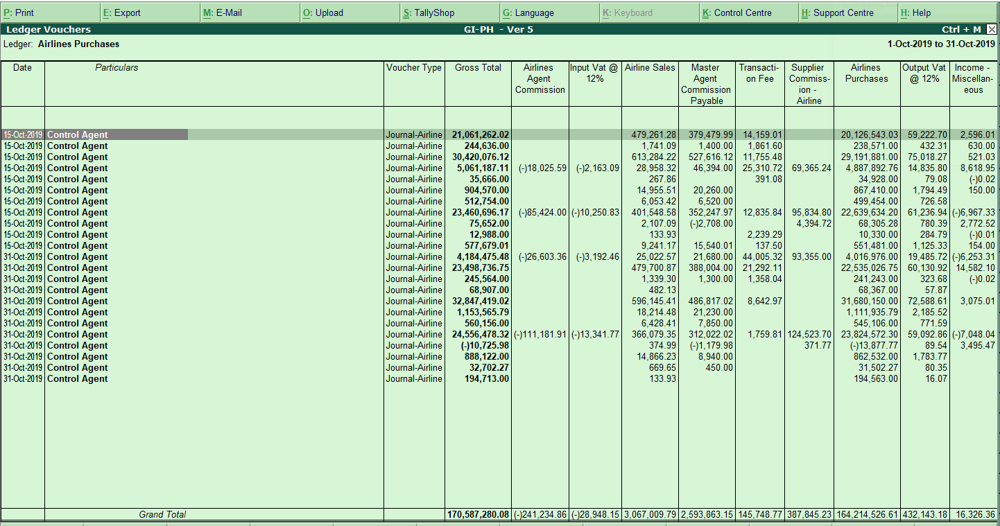 P: Print E: Export M: E-Mail O: Upload S: TallyShop G: Language K: Keyboard K: Control Centre H: Support Centre H: Help
Ledger Vouchers GI-PH - Ver 5 Ctrl + M
Ledger: Airlines Purchases 1-Oct-2019 to 31-Oct-2019
Date Particulars Voucher Type Gross Total Airlines Input Vat @ Airline Sales Master Transacti- Supplier Airlines Output Vat Income -
Agent 12% Agent on Fee Commiss- Purchases @ 12% Miscellan-
Commission Commission ion - eous
Payable Airline
15-Oct-2019 Control Agent Journal-Airline 21,061,262.02 479,261.28 379,479.99 14,159.01 20,126,543.03 59,222.70 2,596.01
15-Oct-2019 Control Agent Journal-Airline 244,636.00 1,741.09 1,400.00 1,861.60 238,571.00 432.31 630.00
15-Oct-2019 Control Agent Journal-Airline 30,420,076.12 613,284.22 527,616.12 11,755.48 29,191,881.00 75,018.27 521.03
15-Oct-2019 Control Agent Journal-Airline 5,061,187.11 (-)18,025.59 (-)2,163.09 28,958.32 46,394.00 25,310.72 69,365.24 4,887,892.76 14,835.80 8,618.95
15-Oct-2019 Control Agent Journal-Airline 35,666.00 267.86 391.08 34,928.00 79.08 (-)0.02
15-Oct-2019 Control Agent Journal-Airline 904,570.00 14,955.51 20,260.00 867,410.00 1,794.49 150.00
15-Oct-2019 Control Agent Journal-Airline 512,754.00 6,053.42 6,520.00 499,454.00 726.58
15-Oct-2019 Control Agent Journal-Airline 23,460,696.17 (-)85,424.00 (-)10,250.83 401,548.58 352,247.97 12,835.84 95,834.80 22,639,634.20 61,236.94 (-)6,967.33
15-Oct-2019 Control Agent Journal-Airline 75,652.00 2,107.09 (-)2,708.00 4,394.72 68,305.28 780.39 2,772.52
15-Oct-2019 Control Agent Journal-Airline 12,988.00 133.93 2,239.29 10,330.00 284.79 (-)0.01
15-Oct-2019 Control Agent Journal-Airline 577,679.01 9,241.17 15,540.01 137.50 551,481.00 1,125.33 154.00
31-Oct-2019 Control Agent Journal-Airline 4,184,475.48 (-)26,603.36 (-)3,192.46 25,022.57 21,680.00 44,005.32 93,355.00 4,016,976.00 19,485.72 (-)6,253.31
31-Oct-2019 Control Agent Journal-Airline 23,498,736.75 479,700.87 388,004.00 21,292.11 22,535,026.75 60,130.92 14,582.10
31-Oct-2019 Control Agent Journal-Airline 245,564.00 1,339.30 1,300.00 1,358.04 241,243.00 323.68 (-)0.02
31-Oct-2019 Control Agent Journal-Airline 68,907.00 482.13 68,367.00 57.87
31-Oct-2019 Control Agent Journal-Airline 32,847,419.02 596,145.41 486,817.02 8,642.97 31,680,150.00 72,588.61 3,075.01
31-Oct-2019 Control Agent Journal-Airline 1,153,565.79 18,214.48 21,230.00 1,111,935.79 2,185.52
31-Oct-2019 Control Agent Journal-Airline 560,156.00 6,428.41 7,850.00 545,106.00 771.59
31-Oct-2019 Control Agent Journal-Airline 24,556,478.32 (-)111,181.91 (-)13,341.77 366,079.35 312,022.02 1,759.81 124,523.70 23,824,572.30 59,092.86 (-)7,048.04
31-Oct-2019 Control Agent Journal-Airline (-)10,725.98 374.99 (-)1,179.98 371.77 (-)13,877.77 89.54 3,495.47
31-Oct-2019 Control Agent Journal-Airline 888,122.00 14,866.23 8,940.00 862,532.00 1,783.77
31-Oct-2019 Control Agent Journal-Airline 32,702.27 669.65 450.00 31,502.27 80.35
31-Oct-2019 Control Agent Journal-Airline 194,713.00 133.93 194,563.00 16.07
Grand Total 170,587,280.08 (-)241,234.86 (-)28,948.15 3,067,009.79 2,593,863.15 145,748.77 387,845.23 164,214,526.61 432,143.18 16,326.36